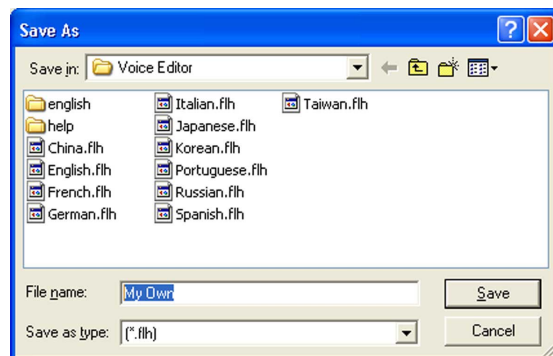 Save As
Save in: Voice Editor
english
help
China.flh
English.flh
French.flh
German.flh
Italian.flh
Japanese.flh
Korean.flh
Portuguese.flh
Russian.flh
Spanish.flh
Taiwan.flh
File name: My Own
Save
Save as type: (*.flh)
Cancel